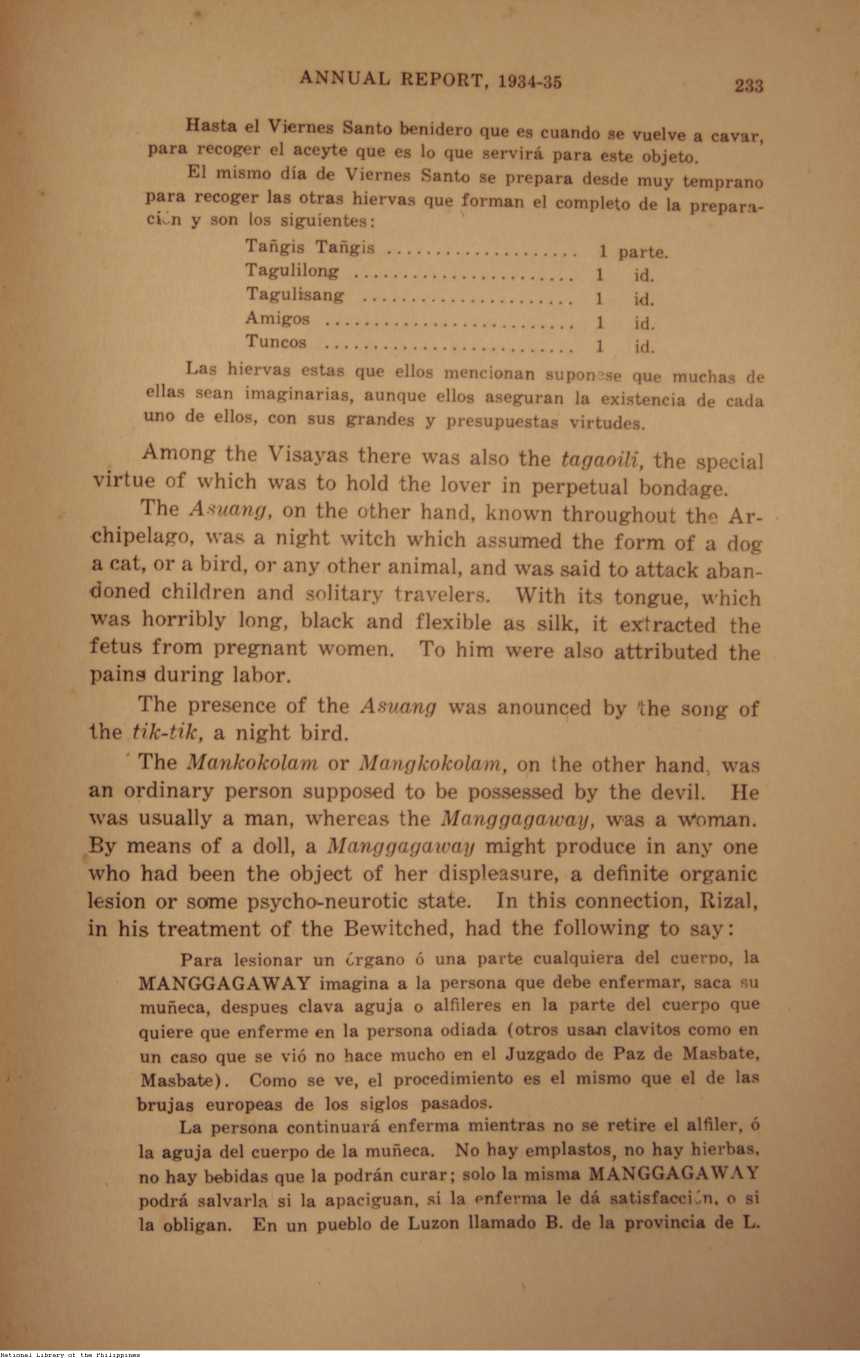 ANNUAL REPORT, 1934-35 233
Hasta el Viernes Santo benidero que es cuando se vuelve a cavar,
para recoger el aceyte que es lo que servirá para este objeto.
El mismo día de Viernes Santo se prepara desde muy temprano
para recoger las otras hiervas que forman el completo de la prepara-
ción y son los siguientes:
Tañgis Tañgis .................... 1 parte.
Tagulilong ....................... 1 id.
Tagulisang ...................... 1 id.
Amigos .......................... 1 id.
Tuncos .......................... 1 id.
Las hiervas estas que ellos mencionan suponese que muchas de
ellas sean imaginarias, aunque ellos aseguran la existencia de cada
uno de ellos, con sus grandes y presupuestas virtudes.
Among the Visayas there was also the tagaoili, the special
virtue of which was to hold the lover in perpetual bondage.
The Asuang, on the other hand, known throughout the Ar-
chipelago, was a night witch which assumed the form of a dog
a cat, or a bird, or any other animal, and was said to attack aban-
doned children and solitary travelers. With its tongue, which
was horribly long, black and flexible as silk, it extracted the
fetus from pregnant women. To him were also attributed the
pains during labor.
The presence of the Asuang was anounced by the song of
the tik-tik, a night bird.
The Mankokolam or Mangkokolam, on the other hand, was
an ordinary person supposed to be possessed by the devil. He
was usually a man, whereas the Manggagaway, was a woman.
By means of a doll, a Manggagaway might produce in any one
who had been the object of her displeasure, a definite organic
lesion or some psycho-neurotic state. In this connection, Rizal,
in his treatment of the Bewitched, had the following to say:
Para lesionar un órgano ó una parte cualquiera del cuerpo, la
MANGGAGAWAY imagina a la persona que debe enfermar, saca su
muñeca, despues clava aguja o alfileres en la parte del cuerpo que
quiere que enferme en la persona odiada (otros usan clavitos como en
un caso que se vió no hace mucho en el Juzgado de Paz de Masbate,
Masbate). Como se ve, el procedimiento es el mismo que el de las
brujas europeas de los siglos pasados.
La persona continuará enferma mientras no se retire el alfiler, ó
la aguja del cuerpo de la muñeca. No hay emplastos, no hay hierbas,
no hay bebidas que la podrán curar; solo la misma MANGGAGAWAY
podrá salvarla si la apaciguan, si la enferma le dá satisfacción, o si
la obligan. En un pueblo de Luzon llamado B. de la provincia de L.
National Library of the Philippines